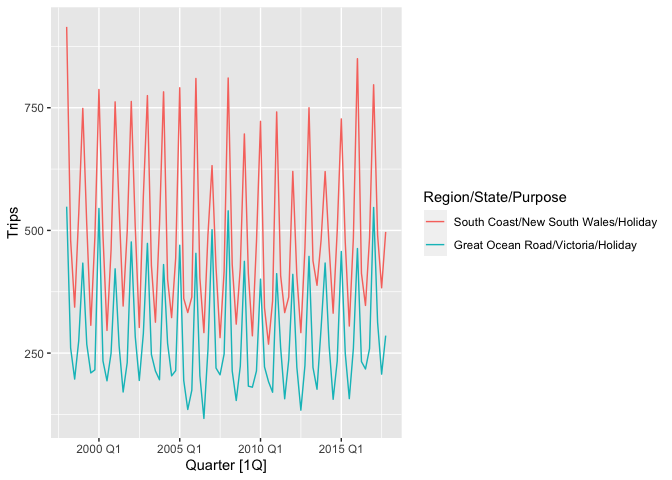 Trips
750
500
250
2000 Q1
2005 Q1
2010 Q1
2015 Q1
Quarter [1Q]
Region/State/Purpose
South Coast/New South Wales/Holiday
Great Ocean Road/Victoria/Holiday